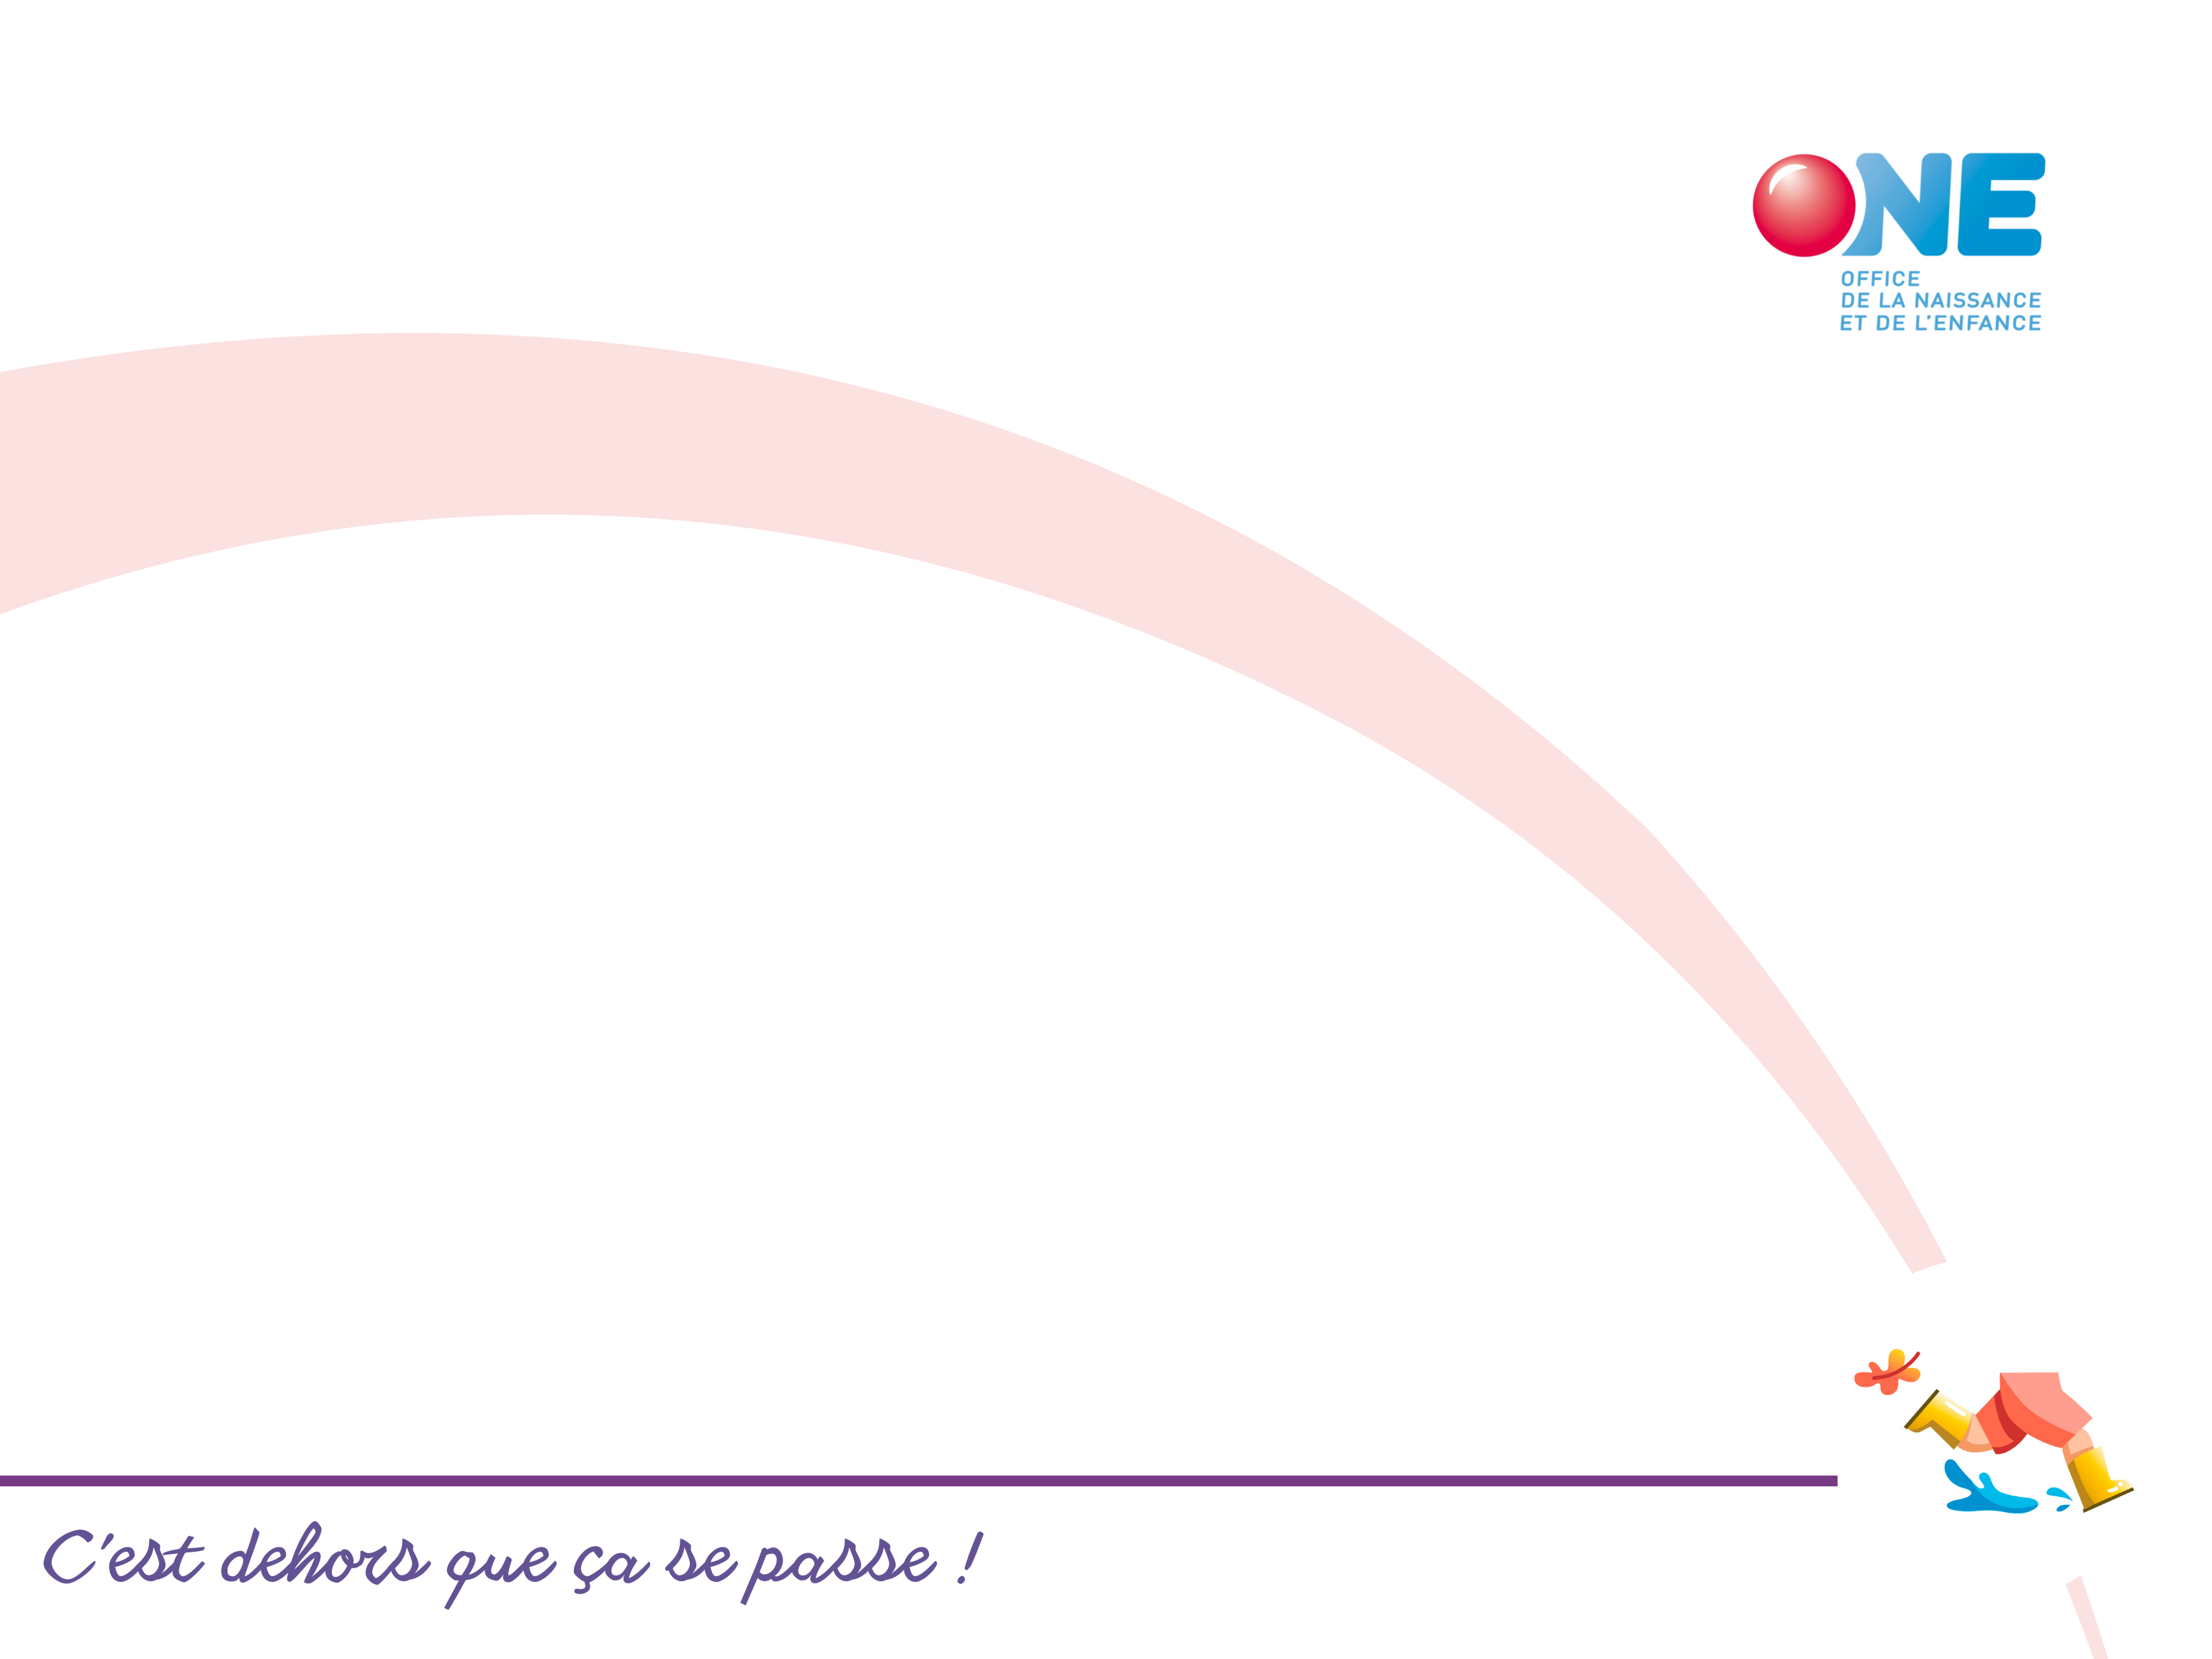 ONE
OFFICE
DE LA NAISSANCE
ET DE L'ENFANCE
C'est dehors que ça se passe !